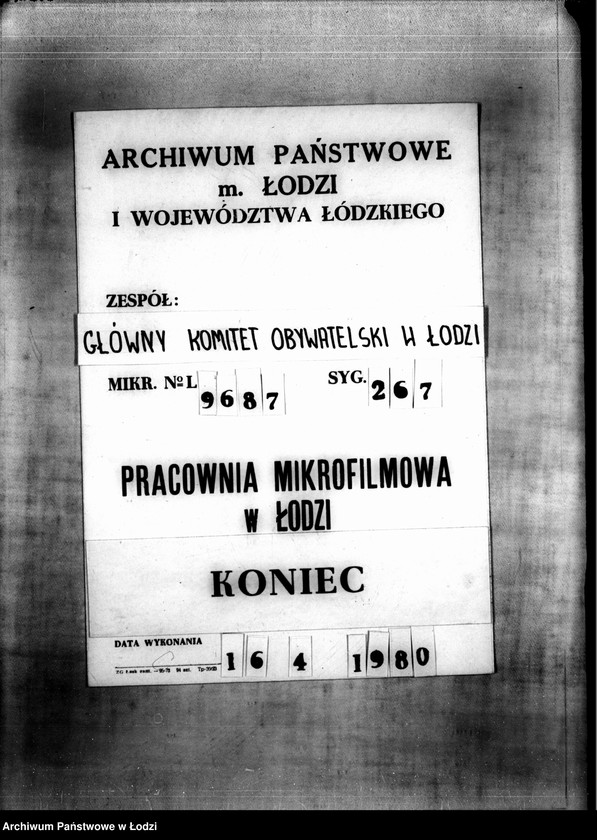 ARCHIWUM PAŃSTWOWE
m. ŁODZI
I WOJEWÓDZTWA ŁÓDZKIEGO
ZESPÓŁ:
GŁÓWNY KOMITET OBYWATELSKI W ŁODZI
MIKR. № L 9687 SYG. 267
PRACOWNIA MIKROFILMOWA
W ŁODZI
KONIEC
DATA WYKONANIA 16 4 1980
Archiwum Państwowe w Łodzi